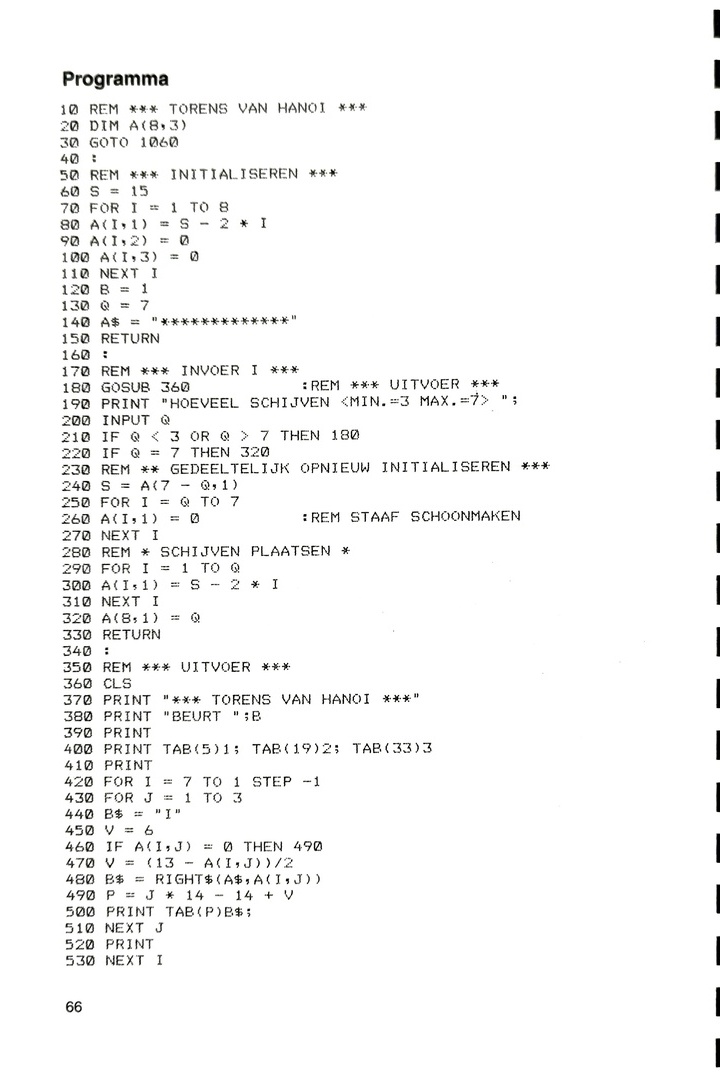 Programma
10 REM *** TORENS VAN HANOI ***
20 DIM A(8,3)
30 GOTO 1060
40 :
50 REM *** INITIALISEREN ***
60 S = 15
70 FOR I = 1 TO 8
80 A(I,1) = S - 2 * I
90 A(I,2) = 0
100 A(I,3) = 0
110 NEXT I
120 B = 1
130 Q = 7
140 A$ = "*************"
150 RETURN
160 :
170 REM *** INVOER I ***
180 GOSUB 360 :REM *** UITVOER ***
190 PRINT "HOEVEEL SCHIJVEN <MIN.=3 MAX.=7> ";
200 INPUT Q
210 IF Q < 3 OR Q > 7 THEN 180
220 IF Q = 7 THEN 320
230 REM ** GEDEELTELIJK OPNIEUW INITIALISEREN ***
240 S = A(7 - Q,1)
250 FOR I = Q TO 7
260 A(I,1) = 0 :REM STAAF SCHOONMAKEN
270 NEXT I
280 REM * SCHIJVEN PLAATSEN *
290 FOR I = 1 TO Q
300 A(I,1) = S - 2 * I
310 NEXT I
320 A(8,1) = Q
330 RETURN
340 :
350 REM *** UITVOER ***
360 CLS
370 PRINT "*** TORENS VAN HANOI ***"
380 PRINT "BEURT ";B
390 PRINT
400 PRINT TAB(5)1; TAB(19)2; TAB(33)3
410 PRINT
420 FOR I = 7 TO 1 STEP -1
430 FOR J = 1 TO 3
440 B$ = "I"
450 V = 6
460 IF A(I,J) = 0 THEN 490
470 V = (13 - A(I,J))/2
480 B$ = RIGHT$(A$,A(I,J))
490 P = J * 14 - 14 + V
500 PRINT TAB(P)B$;
510 NEXT J
520 PRINT
530 NEXT I
66